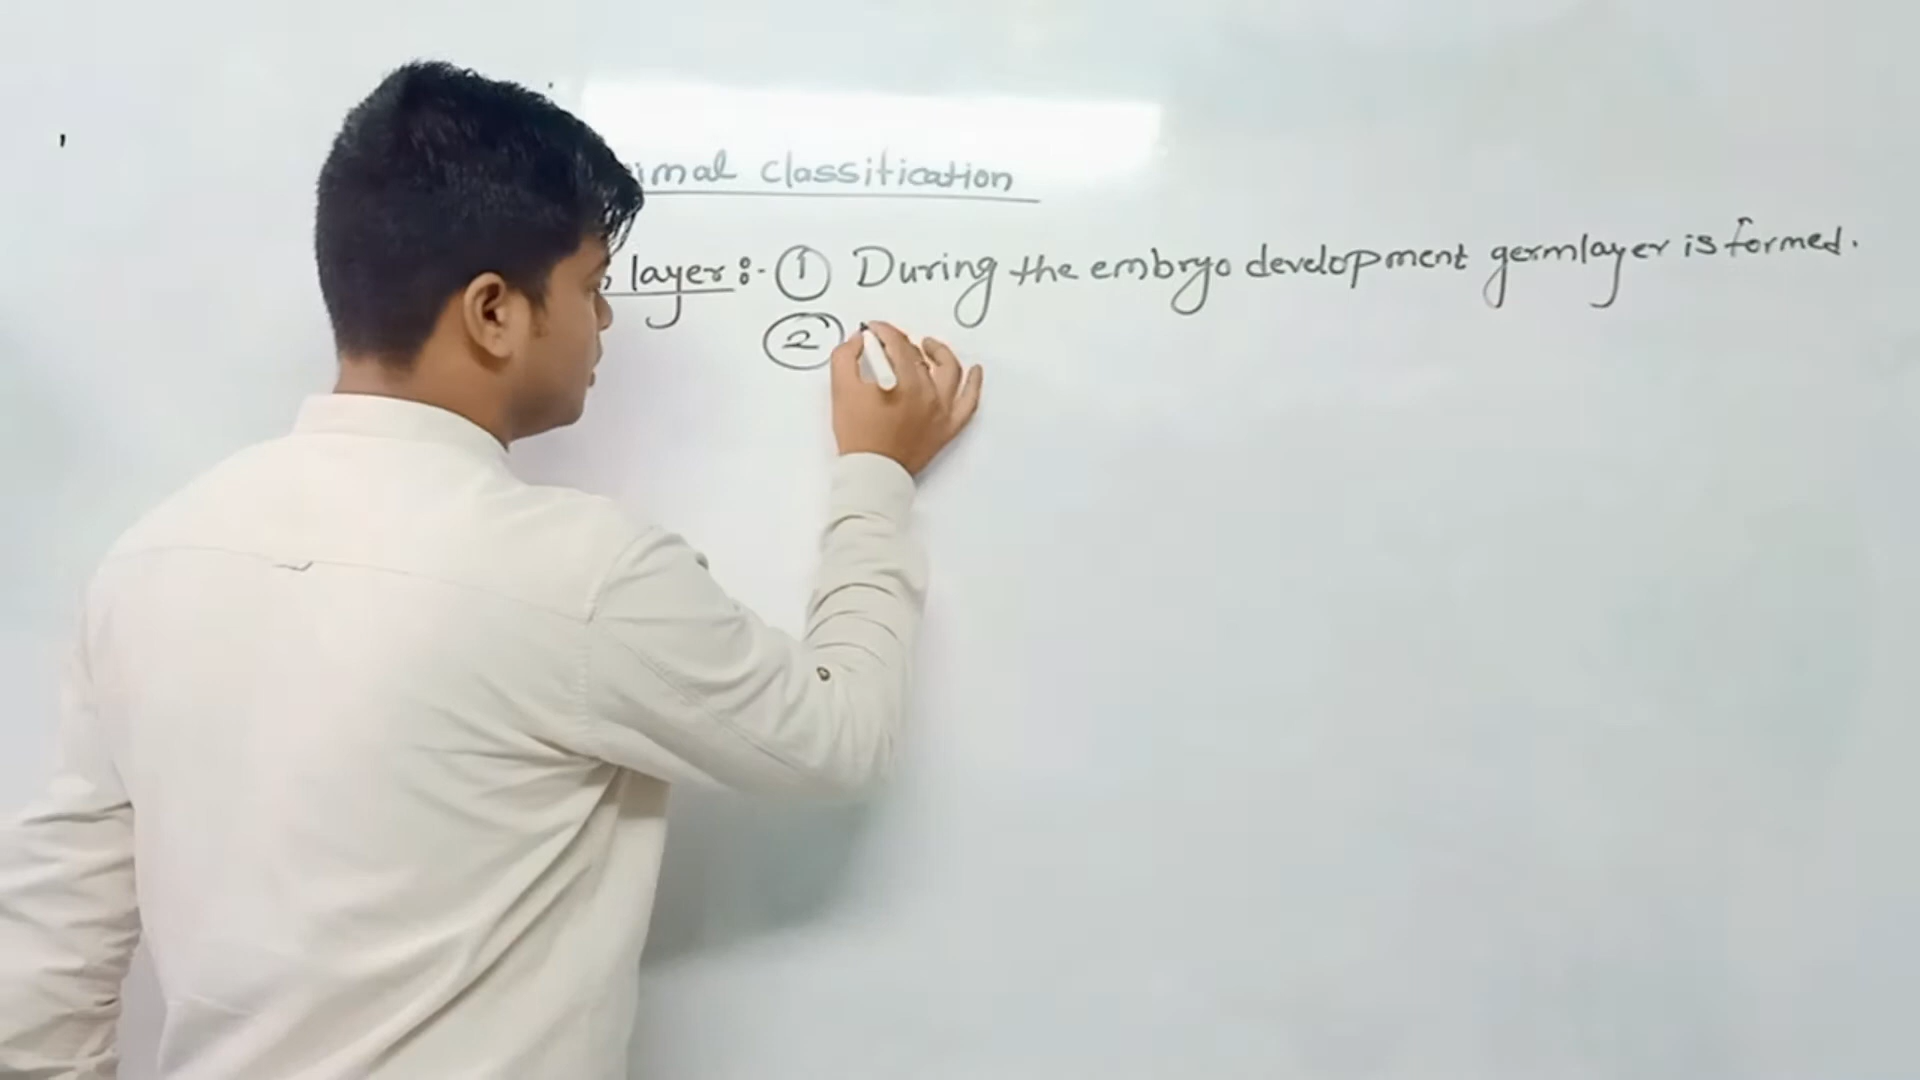 imal classification
layer:- ① During the embryo development germlayer is formed.
②